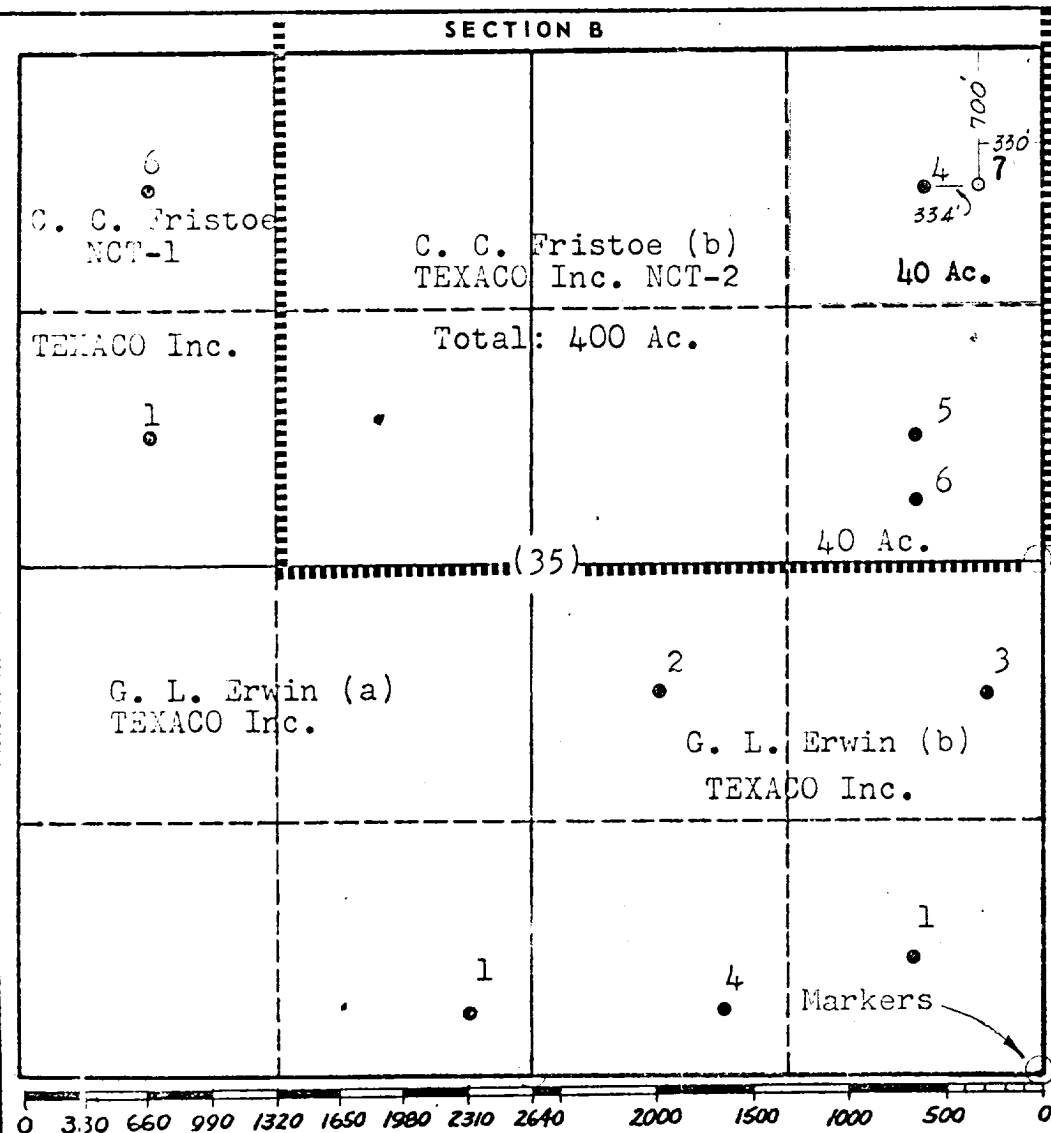 SECTION B
700'
330'
6
4
7
334'
C. C. Fristoe
NCT-1
C. C. Fristoe (b)
TEXACO Inc. NCT-2
40 Ac.
TEXACO Inc.
Total: 400 Ac.
1
5
6
40 Ac.
(35)
2
3
G. L. Erwin (a)
TEXACO Inc.
G. L. Erwin (b)
TEXACO Inc.
1
1
4
Markers
0 330 660 990 1320 1650 1980 2310 2640 2000 1500 1000 500 0